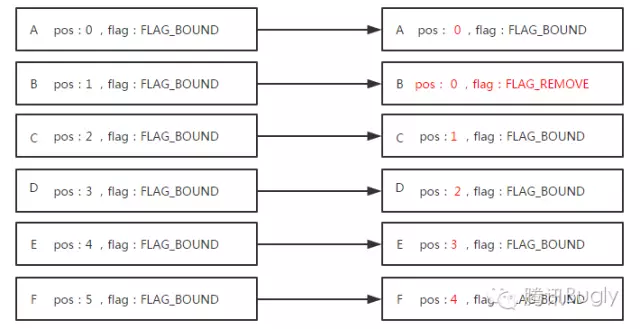 A pos : 0 , flag : FLAG_BOUND
A pos : 0 , flag : FLAG_BOUND
B pos : 1 , flag : FLAG_BOUND
B pos : 0 , flag : FLAG_REMOVE
C pos : 2 , flag : FLAG_BOUND
C pos : 1 , flag : FLAG_BOUND
D pos : 3 , flag : FLAG_BOUND
D pos : 2 , flag : FLAG_BOUND
E pos : 4 , flag : FLAG_BOUND
E pos : 3 , flag : FLAG_BOUND
F pos : 5 , flag : FLAG_BOUND
F pos : 4 , flag : FLAG_BOUND
腾讯Bugly